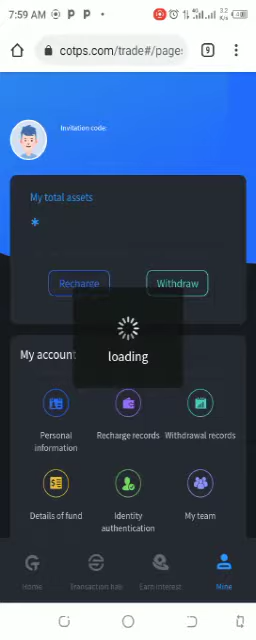 7:59 AM
cotps.com/trade#/page
9
Invitation code:
My total assets
*
Recharge
Withdraw
loading
My account
Personal information
Recharge records
Withdrawal records
Details of fund
Identity authentication
My team
Home
Transaction hall
Earn interest
Mine